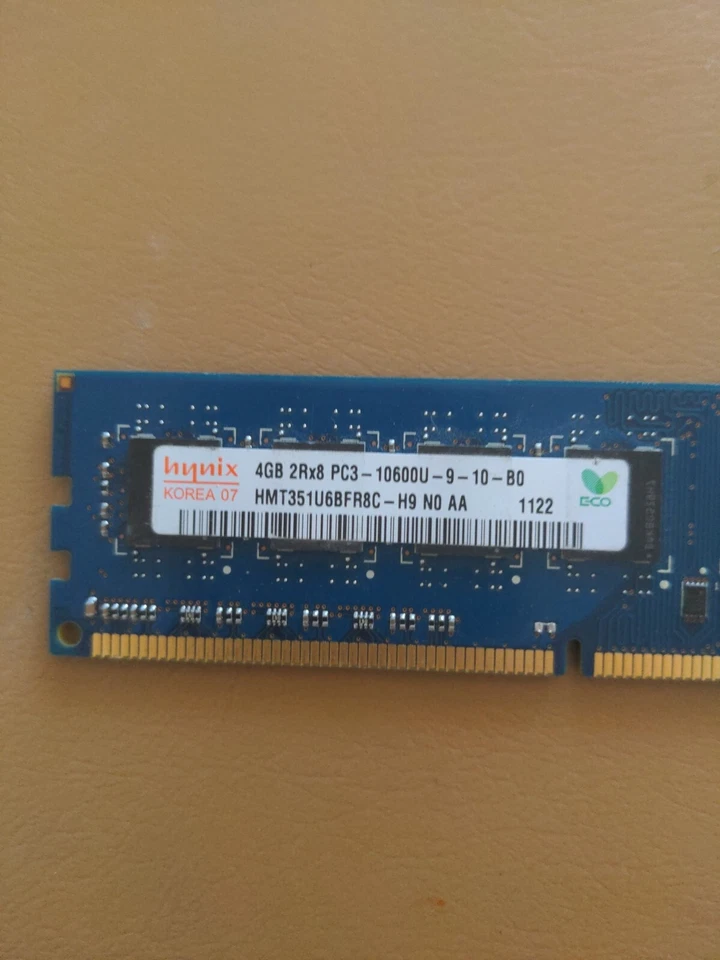 hynix
KOREA 07
4GB 2Rx8 PC3-10600U-9-10-B0
HMT351U6BFR8C-H9 N0 AA 1122
ECO